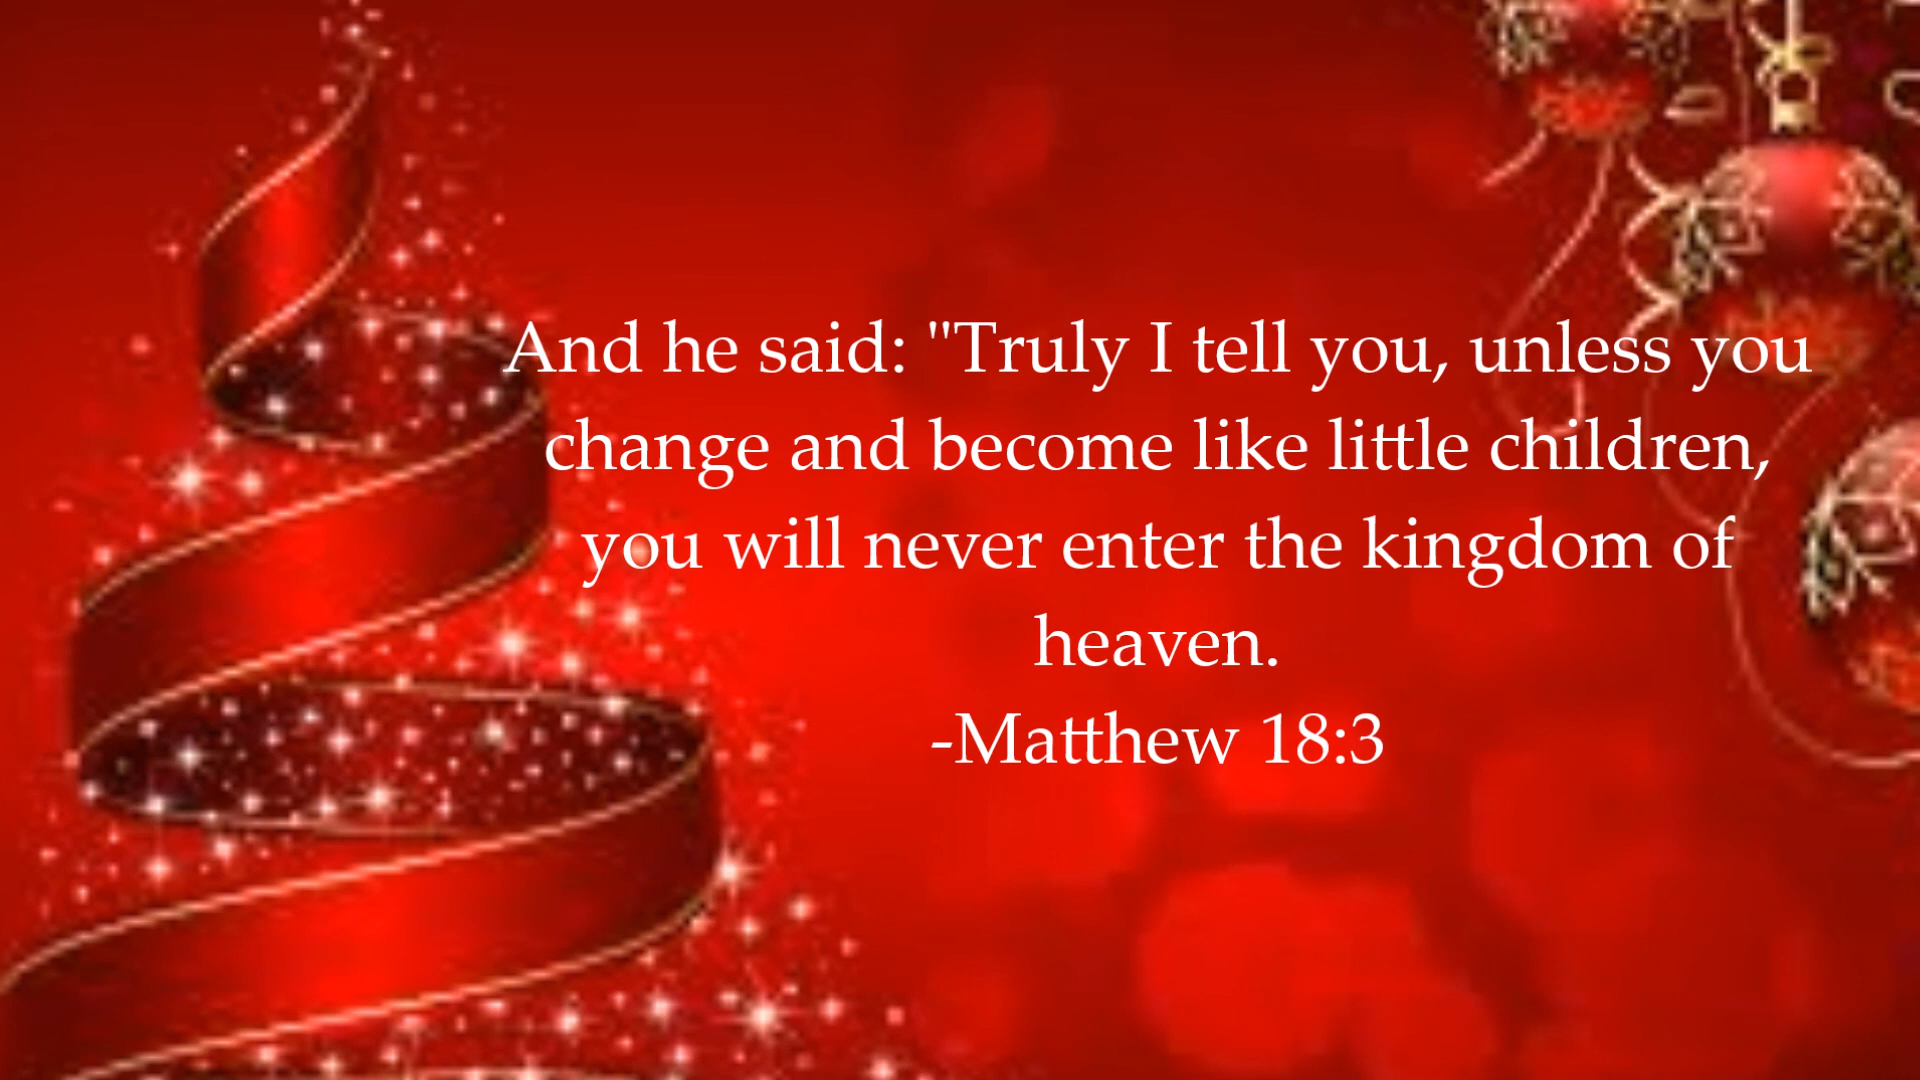 And he said: "Truly I tell you, unless you
change and become like little children,
you will never enter the kingdom of
heaven.
-Matthew 18:3